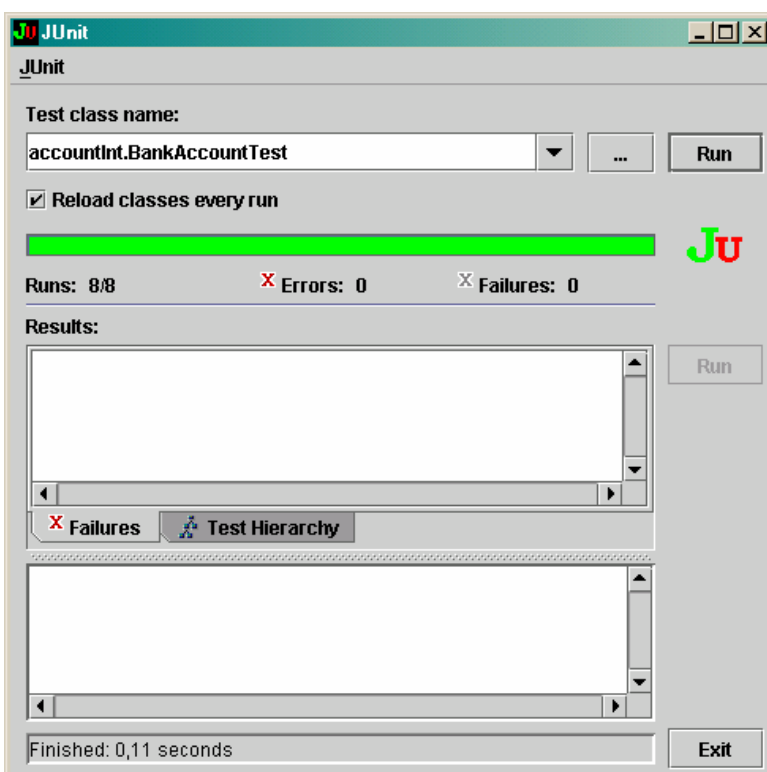 JU JUnit
JUnit
Test class name:
accountInt.BankAccountTest ... Run
Reload classes every run
JU
Runs: 8/8 X Errors: 0 X Failures: 0
Results:
Run
X Failures Test Hierarchy
Finished: 0,11 seconds Exit